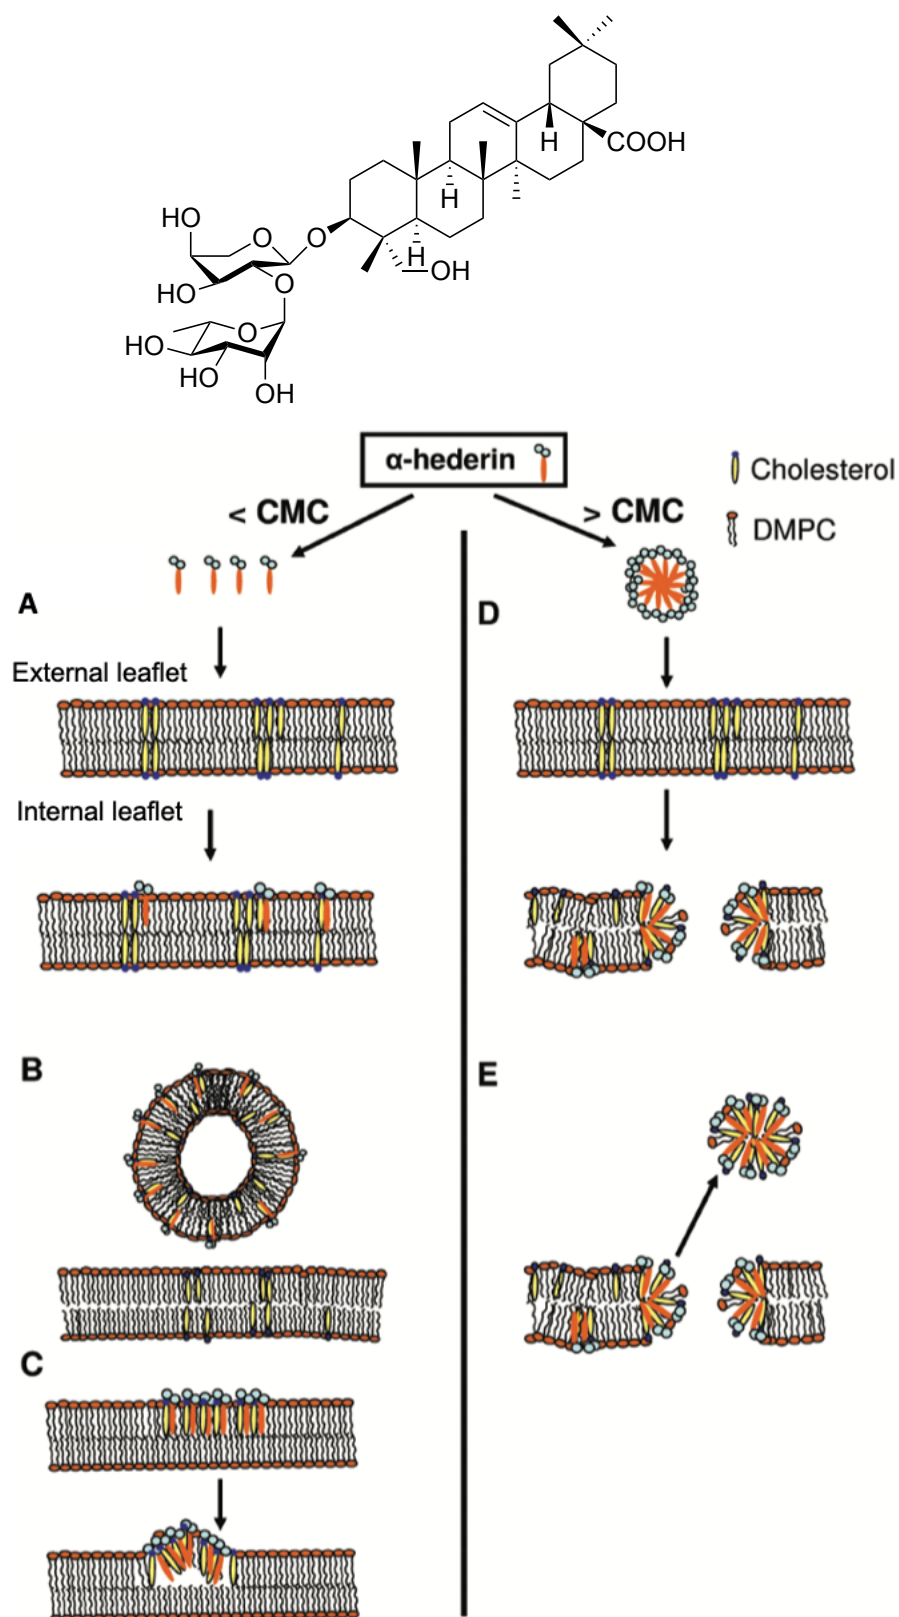 COOH
H
H
HO
O
O
H
OH
HO
O
O
HO
HO
OH
α-hederin
Cholesterol
< CMC
> CMC
DMPC
A
D
External leaflet
Internal leaflet
B
E
C